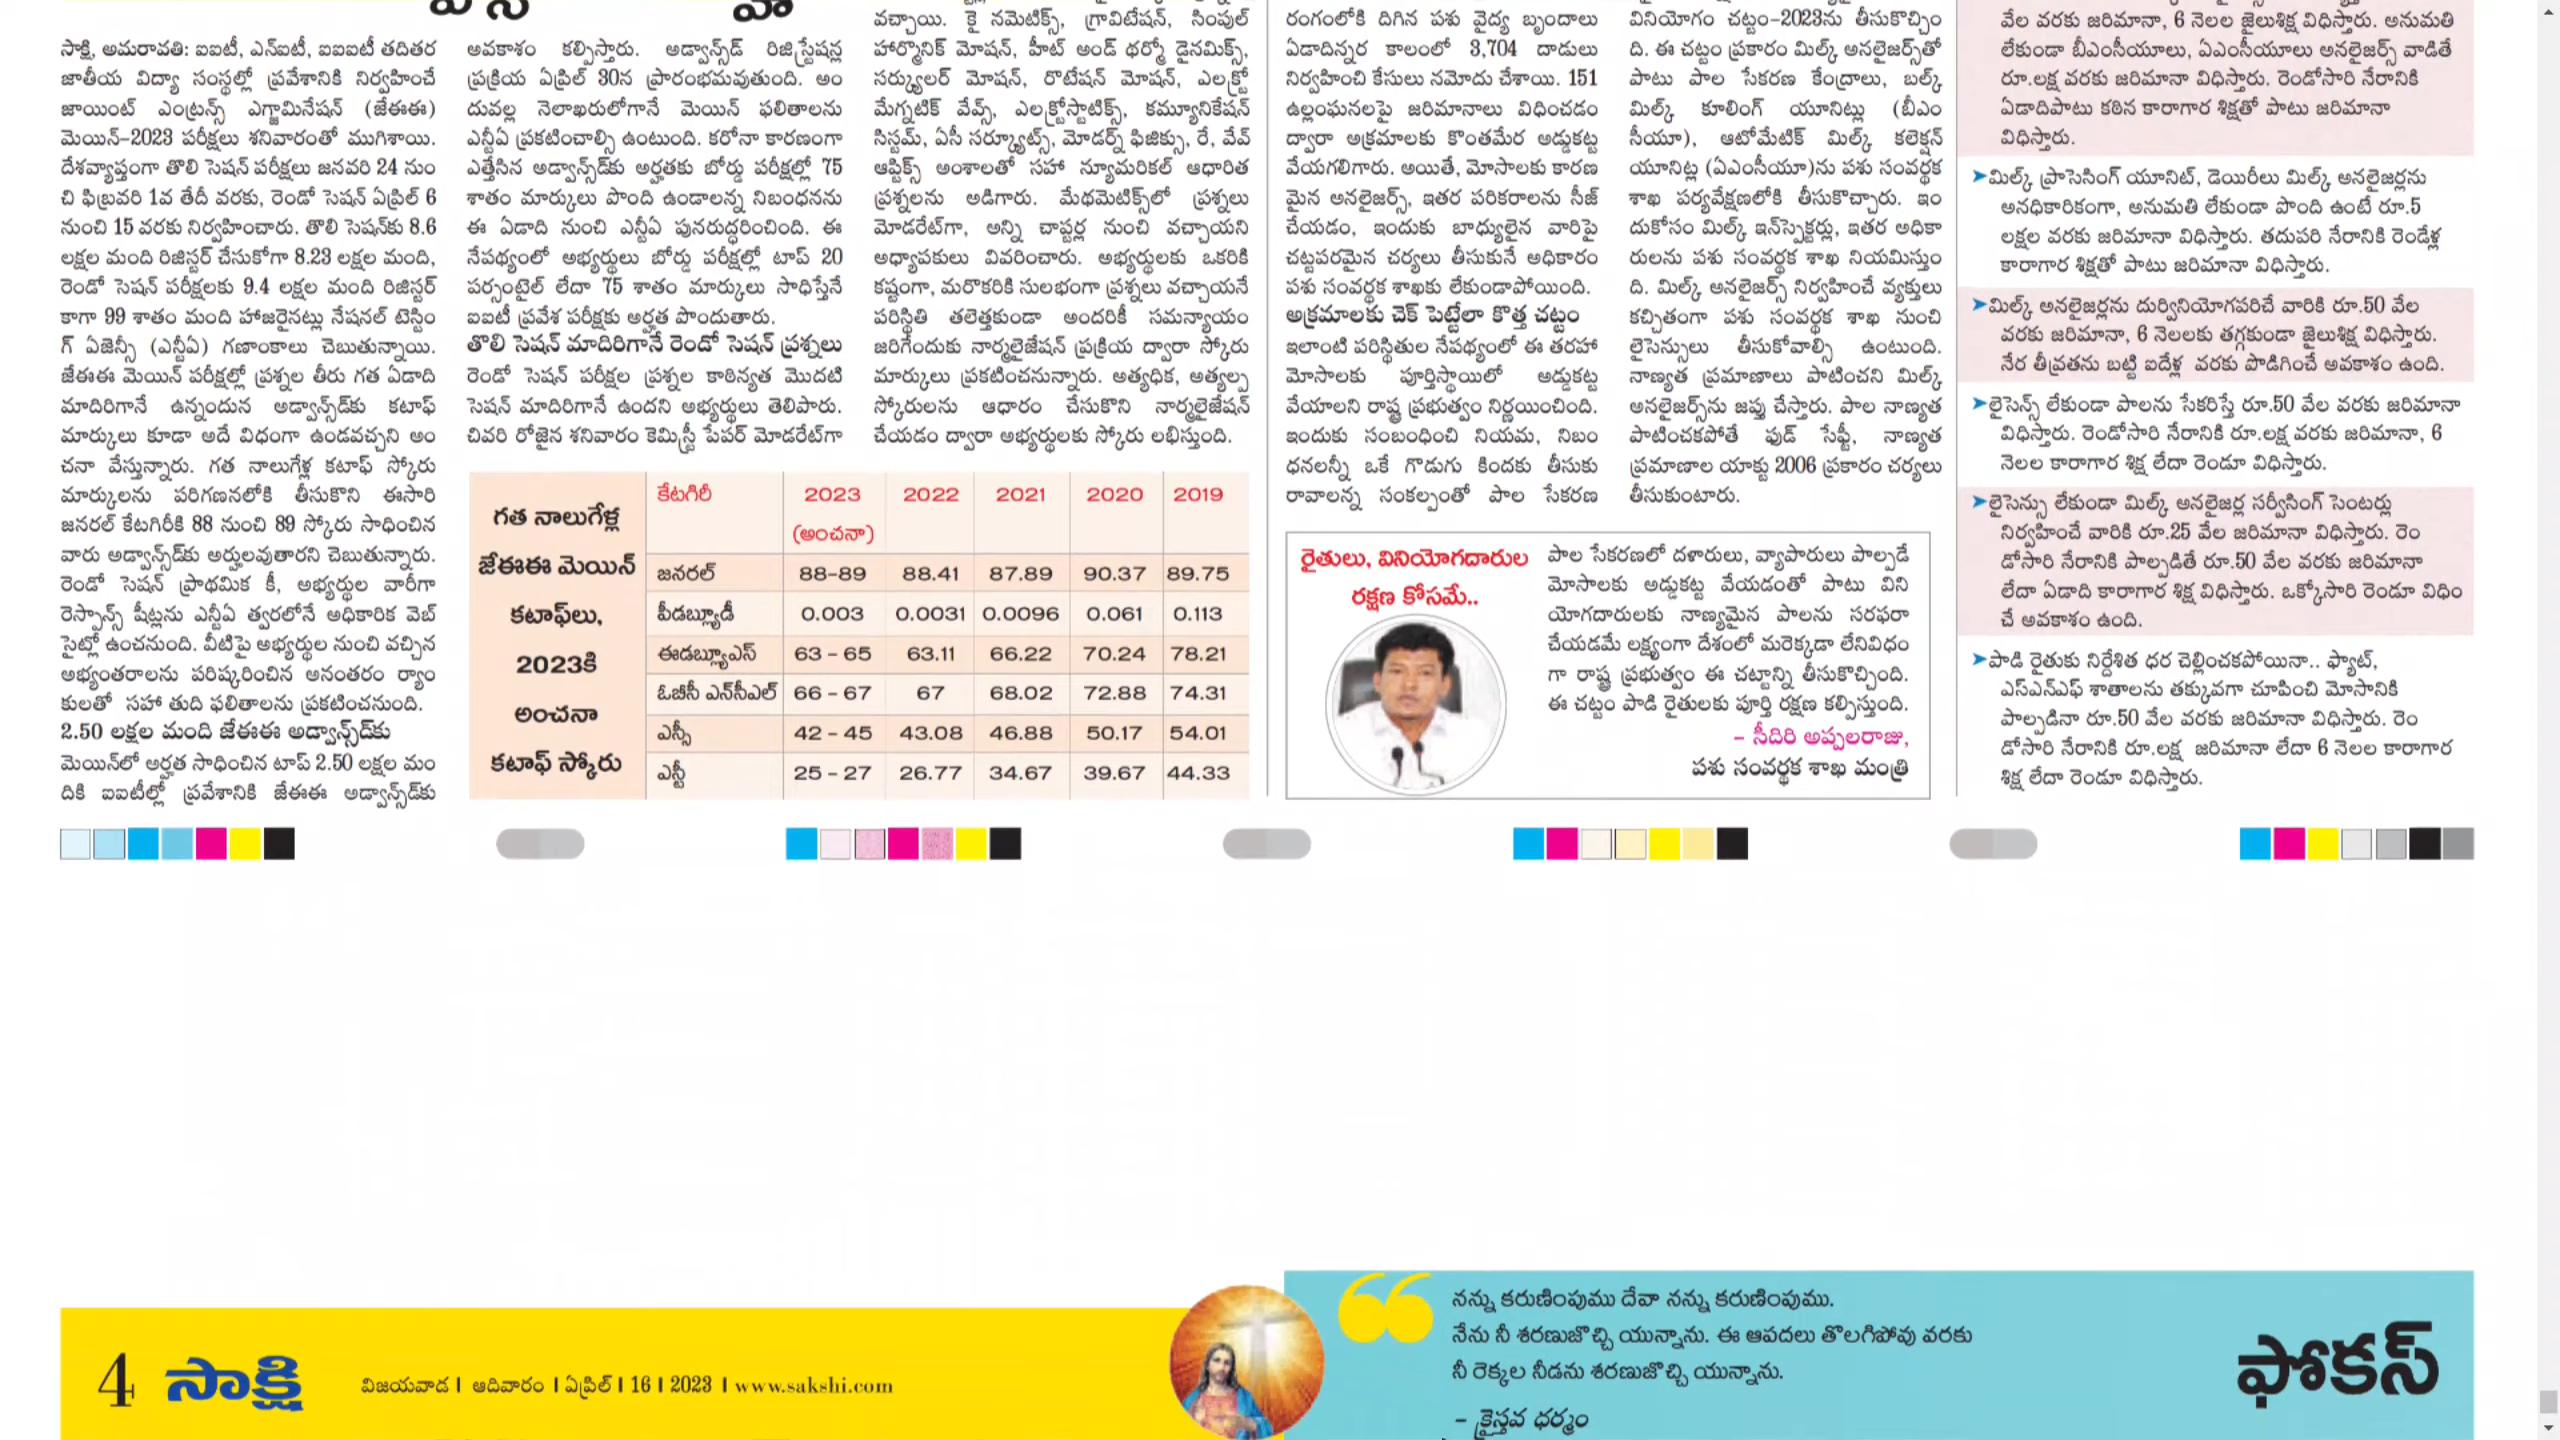 సాక్షి, అమరావతి: ఐఐటీ, ఎన్ఐటీ, ఐఐఐటీ తదితర
జాతీయ విద్యా సంస్థల్లో ప్రవేశానికి నిర్వహించే
జాయింట్ ఎంట్రన్స్ ఎగ్జామినేషన్ (జేఈఈ)
మెయిన్–2023 పరీక్షలు శనివారంతో ముగిశాయి.
దేశవ్యాప్తంగా తొలి సెషన్ పరీక్షలు జనవరి 24 నుం
చి ఫిబ్రవరి 1వ తేదీ వరకు, రెండో సెషన్ ఏప్రిల్ 6
నుంచి 15 వరకు నిర్వహించారు. తొలి సెషన్‌కు 8.6
లక్షల మంది రిజిస్టర్ చేసుకోగా 8.23 లక్షల మంది,
రెండో సెషన్ పరీక్షలకు 9.4 లక్షల మంది రిజిస్టర్
కాగా 99 శాతం మంది హాజరైనట్లు నేషనల్ టెస్టిం
గ్ ఏజెన్సీ (ఎన్టీఏ) గణాంకాలు చెబుతున్నాయి.
జేఈఈ మెయిన్ పరీక్షల్లో ప్రశ్నల తీరు గత ఏడాది
మాదిరిగానే ఉన్నందున అడ్వాన్స్‌డ్‌కు కటాఫ్
మార్కులు కూడా అదే విధంగా ఉండవచ్చని అం
చనా వేస్తున్నారు. గత నాలుగేళ్ల కటాఫ్ స్కోరు
మార్కులను పరిగణనలోకి తీసుకొని ఈసారి
జనరల్ కేటగిరీకి 88 నుంచి 89 స్కోరు సాధించిన
వారు అడ్వాన్స్‌డ్‌కు అర్హులవుతారని చెబుతున్నారు.
రెండో సెషన్ ప్రాథమిక కీ, అభ్యర్థుల వారీగా
రెస్పాన్స్ షీట్లను ఎన్టీఏ త్వరలోనే అధికారిక వెబ్
సైట్లో ఉంచనుంది. వీటిపై అభ్యర్థుల నుంచి వచ్చిన
అభ్యంతరాలను పరిష్కరించిన అనంతరం ర్యాం
కులతో సహా తుది ఫలితాలను ప్రకటించనుంది.
2.50 లక్షల మంది జేఈఈ అడ్వాన్స్‌డ్‌కు
మెయిన్‌లో అర్హత సాధించిన టాప్ 2.50 లక్షల మం
దికి ఐఐటీల్లో ప్రవేశానికి జేఈఈ అడ్వాన్స్‌డ్‌కు
అవకాశం కల్పిస్తారు. అడ్వాన్స్‌డ్ రిజిస్ట్రేషన్ల
ప్రక్రియ ఏప్రిల్ 30న ప్రారంభమవుతుంది. అం
దువల్ల నెలాఖరులోగానే మెయిన్ ఫలితాలను
ఎన్టీఏ ప్రకటించాల్సి ఉంటుంది. కరోనా కారణంగా
ఎత్తేసిన అడ్వాన్స్‌డ్‌కు అర్హతకు బోర్డు పరీక్షల్లో 75
శాతం మార్కులు పొంది ఉండాలన్న నిబంధనను
ఈ ఏడాది నుంచి ఎన్టీఏ పునరుద్ధరించింది. ఈ
నేపథ్యంలో అభ్యర్థులు బోర్డు పరీక్షల్లో టాప్ 20
పర్సంటైల్ లేదా 75 శాతం మార్కులు సాధిస్తేనే
ఐఐటీ ప్రవేశ పరీక్షకు అర్హత పొందుతారు.
తొలి సెషన్ మాదిరిగానే రెండో సెషన్ ప్రశ్నలు
రెండో సెషన్ పరీక్షల ప్రశ్నల కాఠిన్యత మొదటి
సెషన్ మాదిరిగానే ఉందని అభ్యర్థులు తెలిపారు.
చివరి రోజైన శనివారం కెమిస్ట్రీ పేపర్ మోడరేట్‌గా
వచ్చాయి. కై నమెటిక్స్, గ్రావిటేషన్, సింపుల్
హార్మోనిక్ మోషన్, హీట్ అండ్ థర్మో డైనమిక్స్,
సర్క్యులర్ మోషన్, రొటేషన్ మోషన్, ఎలక్ట్రో
మేగ్నటిక్ వేవ్స్, ఎలక్ట్రోస్టాటిక్స్, కమ్యూనికేషన్
సిస్టమ్, ఏసీ సర్క్యూట్స్, మోడర్న్ ఫిజిక్సు, రే, వేవ్
ఆప్టిక్స్ అంశాలతో సహా న్యూమరికల్ ఆధారిత
ప్రశ్నలను అడిగారు. మేథమెటిక్స్‌లో ప్రశ్నలు
మోడరేట్‌గా, అన్ని చాప్టర్ల నుంచి వచ్చాయని
అధ్యాపకులు వివరించారు. అభ్యర్థులకు ఒకరికి
కష్టంగా, మరొకరికి సులభంగా ప్రశ్నలు వచ్చాయనే
పరిస్థితి తలెత్తకుండా అందరికీ సమన్యాయం
జరిగేందుకు నార్మలైజేషన్ ప్రక్రియ ద్వారా స్కోరు
మార్కులు ప్రకటించనున్నారు. అత్యధిక, అత్యల్ప
స్కోరులను ఆధారం చేసుకొని నార్మలైజేషన్
చేయడం ద్వారా అభ్యర్థులకు స్కోరు లభిస్తుంది.
గత నాలుగేళ్ల
జేఈఈ మెయిన్
కటాఫ్‌లు,
2023కి
అంచనా
కటాఫ్ స్కోరు
కేటగిరీ 2023 2022 2021 2020 2019
(అంచనా)
జనరల్ 88–89 88.41 87.89 90.37 89.75
పీడబ్ల్యూడీ 0.003 0.0031 0.0096 0.061 0.113
ఈడబ్ల్యూఎస్ 63 – 65 63.11 66.22 70.24 78.21
ఓబీసీ ఎన్‌సీఎల్ 66 – 67 67 68.02 72.88 74.31
ఎస్సీ 42 – 45 43.08 46.88 50.17 54.01
ఎస్టీ 25 – 27 26.77 34.67 39.67 44.33
రంగంలోకి దిగిన పశు వైద్య బృందాలు
ఏడాదిన్నర కాలంలో 3,704 దాడులు
నిర్వహించి కేసులు నమోదు చేశాయి. 151
ఉల్లంఘనలపై జరిమానాలు విధించడం
ద్వారా అక్రమాలకు కొంతమేర అడ్డుకట్ట
వేయగలిగారు. అయితే, మోసాలకు కారణ
మైన అనలైజర్స్, ఇతర పరికరాలను సీజ్
చేయడం, ఇందుకు బాధ్యులైన వారిపై
చట్టపరమైన చర్యలు తీసుకునే అధికారం
పశు సంవర్థక శాఖకు లేకుండాపోయింది.
అక్రమాలకు చెక్ పెట్టేలా కొత్త చట్టం
ఇలాంటి పరిస్థితుల నేపథ్యంలో ఈ తరహా
మోసాలకు పూర్తిస్థాయిలో అడ్డుకట్ట
వేయాలని రాష్ట్ర ప్రభుత్వం నిర్ణయించింది.
ఇందుకు సంబంధించి నియమ, నిబం
ధనలన్నీ ఒకే గొడుగు కిందకు తీసుకు
రావాలన్న సంకల్పంతో పాల సేకరణ
వినియోగం చట్టం–2023ను తీసుకొచ్చిం
ది. ఈ చట్టం ప్రకారం మిల్క్ అనలైజర్స్‌తో
పాటు పాల సేకరణ కేంద్రాలు, బల్క్
మిల్క్ కూలింగ్ యూనిట్లు (బీఎం
సీయూ), ఆటోమేటిక్ మిల్క్ కలెక్షన్
యూనిట్ల (ఏఎంసీయూ)ను పశు సంవర్థక
శాఖ పర్యవేక్షణలోకి తీసుకొచ్చారు. ఇం
దుకోసం మిల్క్ ఇన్‌స్పెక్టర్లు, ఇతర అధికా
రులను పశు సంవర్థక శాఖ నియమిస్తుం
ది. మిల్క్ అనలైజర్స్ నిర్వహించే వ్యక్తులు
కచ్చితంగా పశు సంవర్థక శాఖ నుంచి
లైసెన్సులు తీసుకోవాల్సి ఉంటుంది.
నాణ్యత ప్రమాణాలు పాటించని మిల్క్
అనలైజర్స్‌ను జప్తు చేస్తారు. పాల నాణ్యత
పాటించకపోతే ఫుడ్ సేఫ్టీ, నాణ్యత
ప్రమాణాల యాక్టు 2006 ప్రకారం చర్యలు
తీసుకుంటారు.
రైతులు, వినియోగదారుల
రక్షణ కోసమే..
పాల సేకరణలో దళారులు, వ్యాపారులు పాల్పడే
మోసాలకు అడ్డుకట్ట వేయడంతో పాటు విని
యోగదారులకు నాణ్యమైన పాలను సరఫరా
చేయడమే లక్ష్యంగా దేశంలో మరెక్కడా లేనివిధం
గా రాష్ట్ర ప్రభుత్వం ఈ చట్టాన్ని తీసుకొచ్చింది.
ఈ చట్టం పాడి రైతులకు పూర్తి రక్షణ కల్పిస్తుంది.
– సీదిరి అప్పలరాజు,
పశు సంవర్థక శాఖ మంత్రి
వేల వరకు జరిమానా, 6 నెలల జైలుశిక్ష విధిస్తారు. అనుమతి
లేకుండా బీఎంసీయూలు, ఏఎంసీయూలు అనలైజర్స్ వాడితే
రూ.లక్ష వరకు జరిమానా విధిస్తారు. రెండోసారి నేరానికి
ఏడాదిపాటు కఠిన కారాగార శిక్షతో పాటు జరిమానా
విధిస్తారు.
➤మిల్క్ ప్రాసెసింగ్ యూనిట్, డెయిరీలు మిల్క్ అనలైజర్లను
అనధికారికంగా, అనుమతి లేకుండా పొంది ఉంటే రూ.5
లక్షల వరకు జరిమానా విధిస్తారు. తదుపరి నేరానికి రెండేళ్ల
కారాగార శిక్షతో పాటు జరిమానా విధిస్తారు.
➤మిల్క్ అనలైజర్లను దుర్వినియోగపరిచే వారికి రూ.50 వేల
వరకు జరిమానా, 6 నెలలకు తగ్గకుండా జైలుశిక్ష విధిస్తారు.
నేర తీవ్రతను బట్టి ఐదేళ్ల వరకు పొడిగించే అవకాశం ఉంది.
➤లైసెన్స్ లేకుండా పాలను సేకరిస్తే రూ.50 వేల వరకు జరిమానా
విధిస్తారు. రెండోసారి నేరానికి రూ.లక్ష వరకు జరిమానా, 6
నెలల కారాగార శిక్ష లేదా రెండూ విధిస్తారు.
➤లైసెన్సు లేకుండా మిల్క్ అనలైజర్ల సర్వీసింగ్ సెంటర్లు
నిర్వహించే వారికి రూ.25 వేల జరిమానా విధిస్తారు. రెం
డోసారి నేరానికి పాల్పడితే రూ.50 వేల వరకు జరిమానా
లేదా ఏడాది కారాగార శిక్ష విధిస్తారు. ఒక్కోసారి రెండూ విధిం
చే అవకాశం ఉంది.
➤పాడి రైతుకు నిర్దేశిత ధర చెల్లించకపోయినా.. ఫ్యాట్,
ఎస్ఎన్ఎఫ్ శాతాలను తక్కువగా చూపించి మోసానికి
పాల్పడినా రూ.50 వేల వరకు జరిమానా విధిస్తారు. రెం
డోసారి నేరానికి రూ.లక్ష జరిమానా లేదా 6 నెలల కారాగార
శిక్ష లేదా రెండూ విధిస్తారు.
4 సాక్షి విజయవాడ I ఆదివారం I ఏప్రిల్ I 16 I 2023 I www.sakshi.com
నన్ను కరుణింపుము దేవా నన్ను కరుణింపుము.
నేను నీ శరణుజొచ్చి యున్నాను. ఈ ఆపదలు తొలగిపోవు వరకు
నీ రెక్కల నీడను శరణుజొచ్చి యున్నాను.
– క్రైస్తవ ధర్మం
ఫోకస్